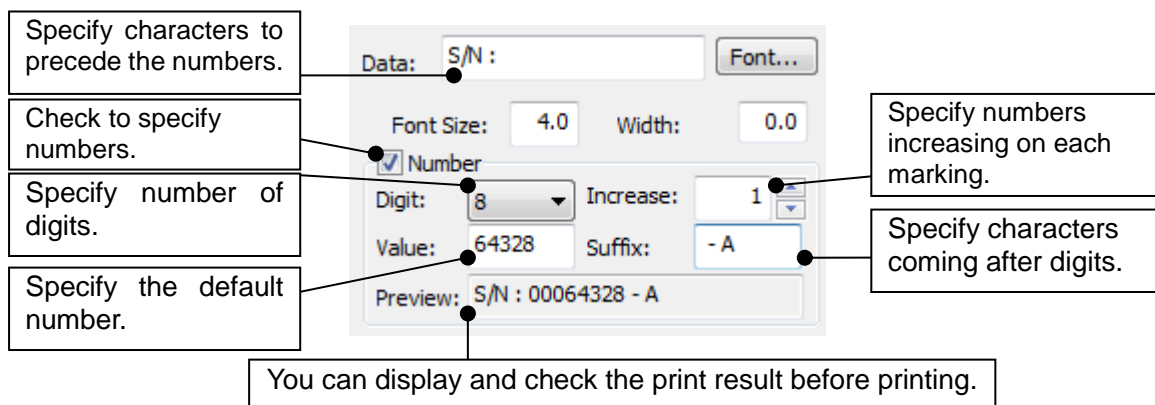 Specify characters to
precede the numbers.
Data: S/N : Font...
Check to specify
numbers.
Font Size: 4.0 Width: 0.0
Specify numbers
increasing on each
marking.
Number
Specify number of
digits.
Digit: 8 Increase: 1
Value: 64328 Suffix: - A
Specify characters
coming after digits.
Specify the default
number.
Preview: S/N : 00064328 - A
You can display and check the print result before printing.